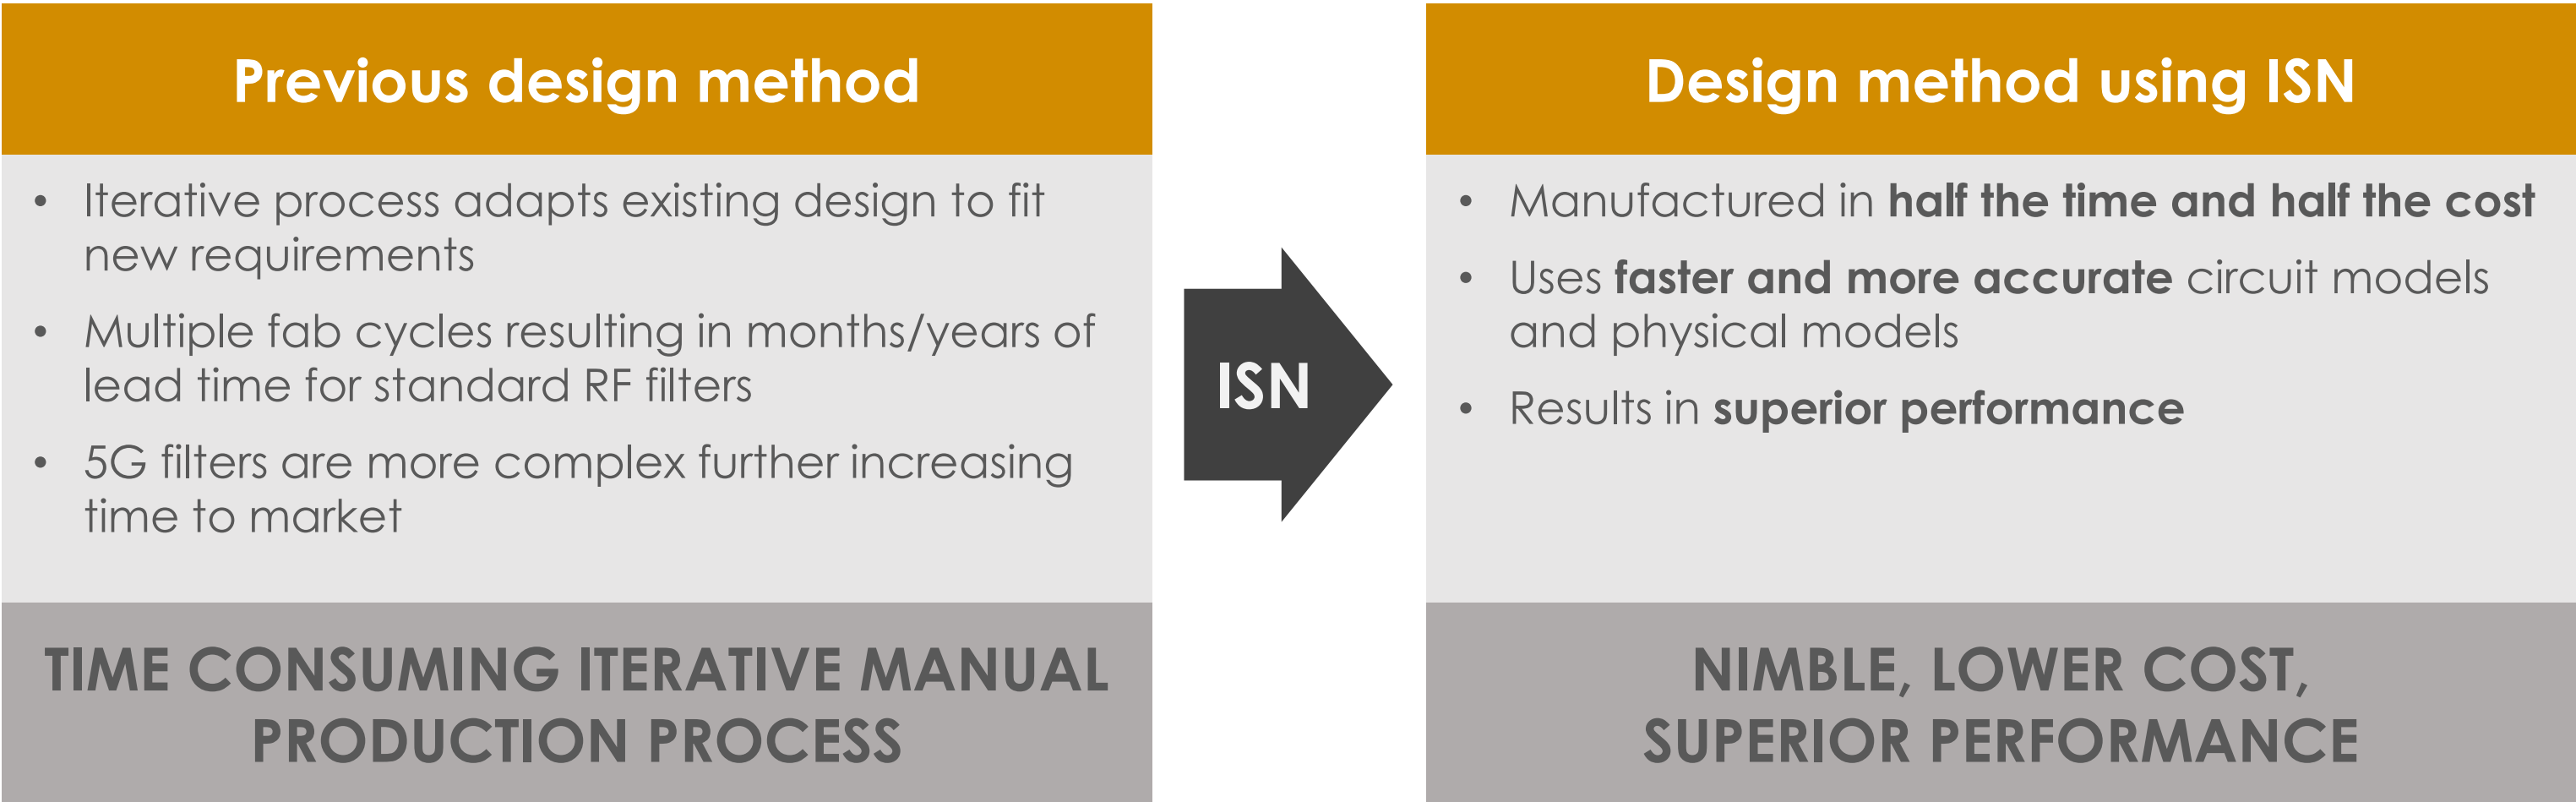 Previous design method
• Iterative process adapts existing design to fit
new requirements
• Multiple fab cycles resulting in months/years of
lead time for standard RF filters
• 5G filters are more complex further increasing
time to market
TIME CONSUMING ITERATIVE MANUAL
PRODUCTION PROCESS
ISN
Design method using ISN
• Manufactured in half the time and half the cost
• Uses faster and more accurate circuit models
and physical models
• Results in superior performance
NIMBLE, LOWER COST,
SUPERIOR PERFORMANCE